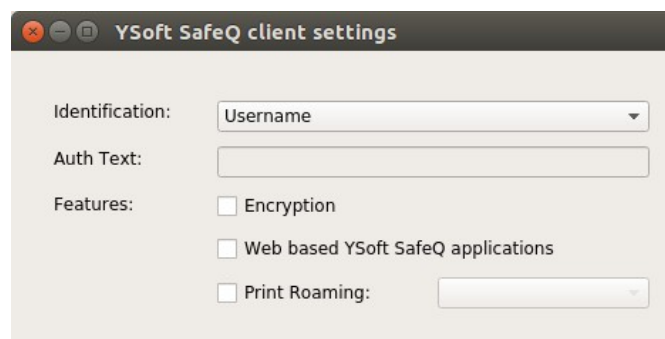 YSoft SafeQ client settings
Identification: Username
Auth Text:
Features: Encryption
Web based YSoft SafeQ applications
Print Roaming: